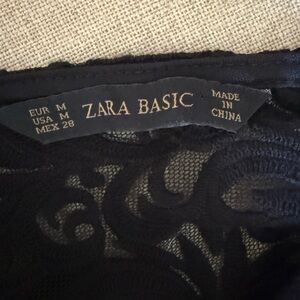 EUR M
USA M
MEX 28
ZARA BASIC
MADE
IN
CHINA